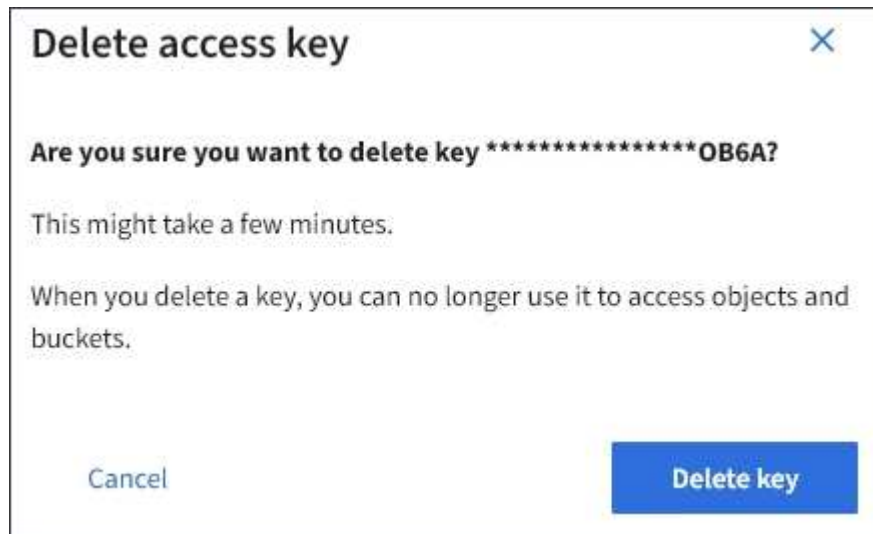 Delete access key
Are you sure you want to delete key ****************OB6A?
This might take a few minutes.
When you delete a key, you can no longer use it to access objects and
buckets.
Cancel
Delete key